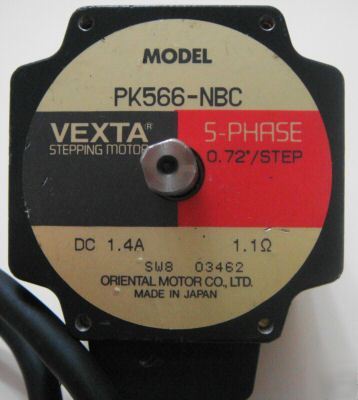 MODEL
PK566-NBC
VEXTA® 5-PHASE
STEPPING MOTOR 0.72°/STEP
DC 1.4A 1.1Ω
SW8 03462
ORIENTAL MOTOR CO., LTD.
MADE IN JAPAN